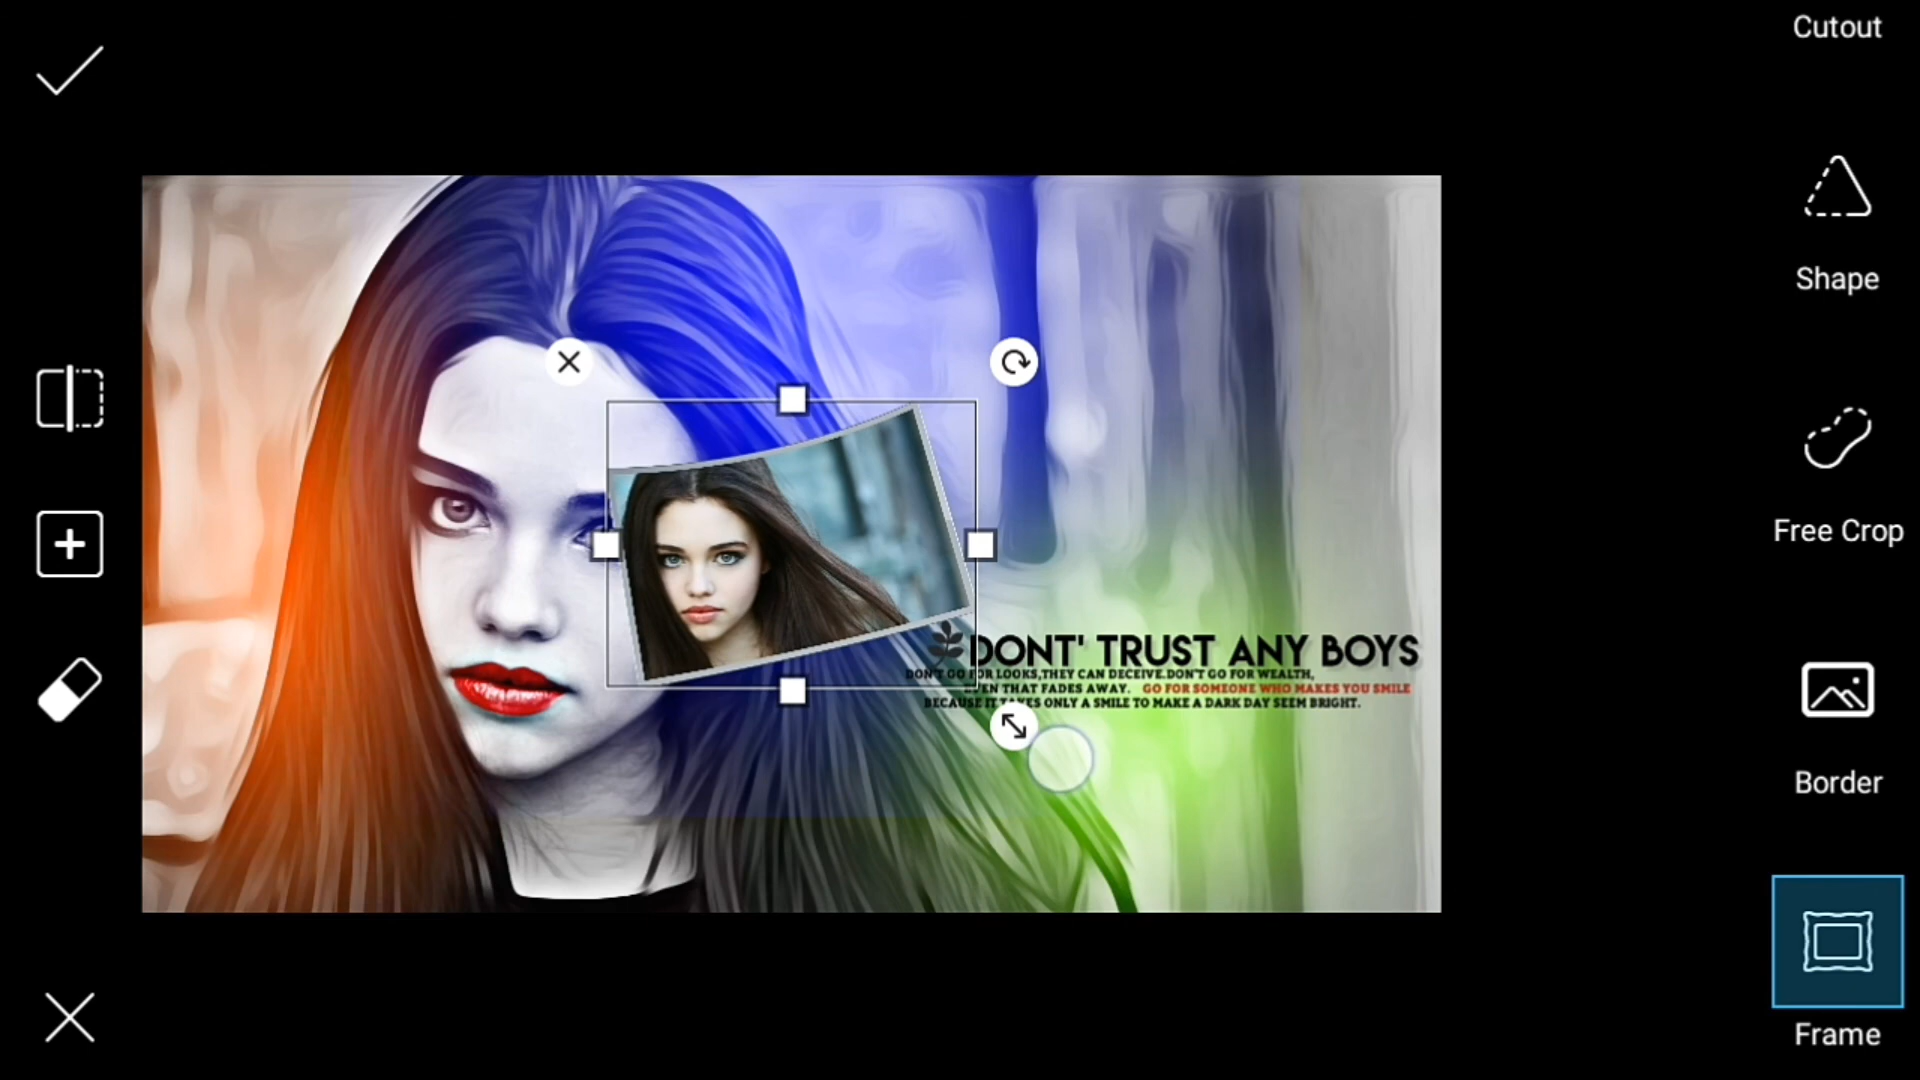 Cutout
Shape
Free Crop
Border
Frame
DONT' TRUST ANY BOYS
DON'T GO FOR LOOKS,THEY CAN DECEIVE.DON'T GO FOR WEALTH,
EVEN THAT FADES AWAY. GO FOR SOMEONE WHO MAKES YOU SMILE
BECAUSE IT TAKES ONLY A SMILE TO MAKE A DARK DAY SEEM BRIGHT.